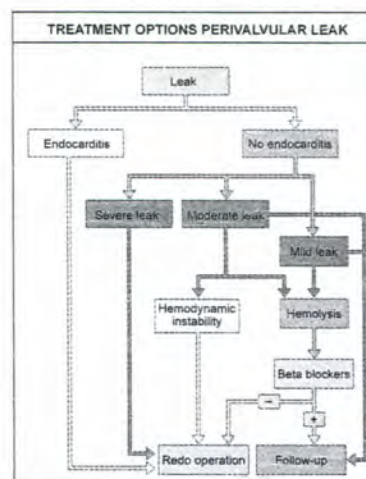 TREATMENT OPTIONS PERIVALVULAR LEAK
Leak
Endocarditis
No endocarditis
Severe leak
Moderate leak
Mild leak
Hemodynamic
instability
Hemolysis
Beta blockers
–
+
Redo operation
Follow-up